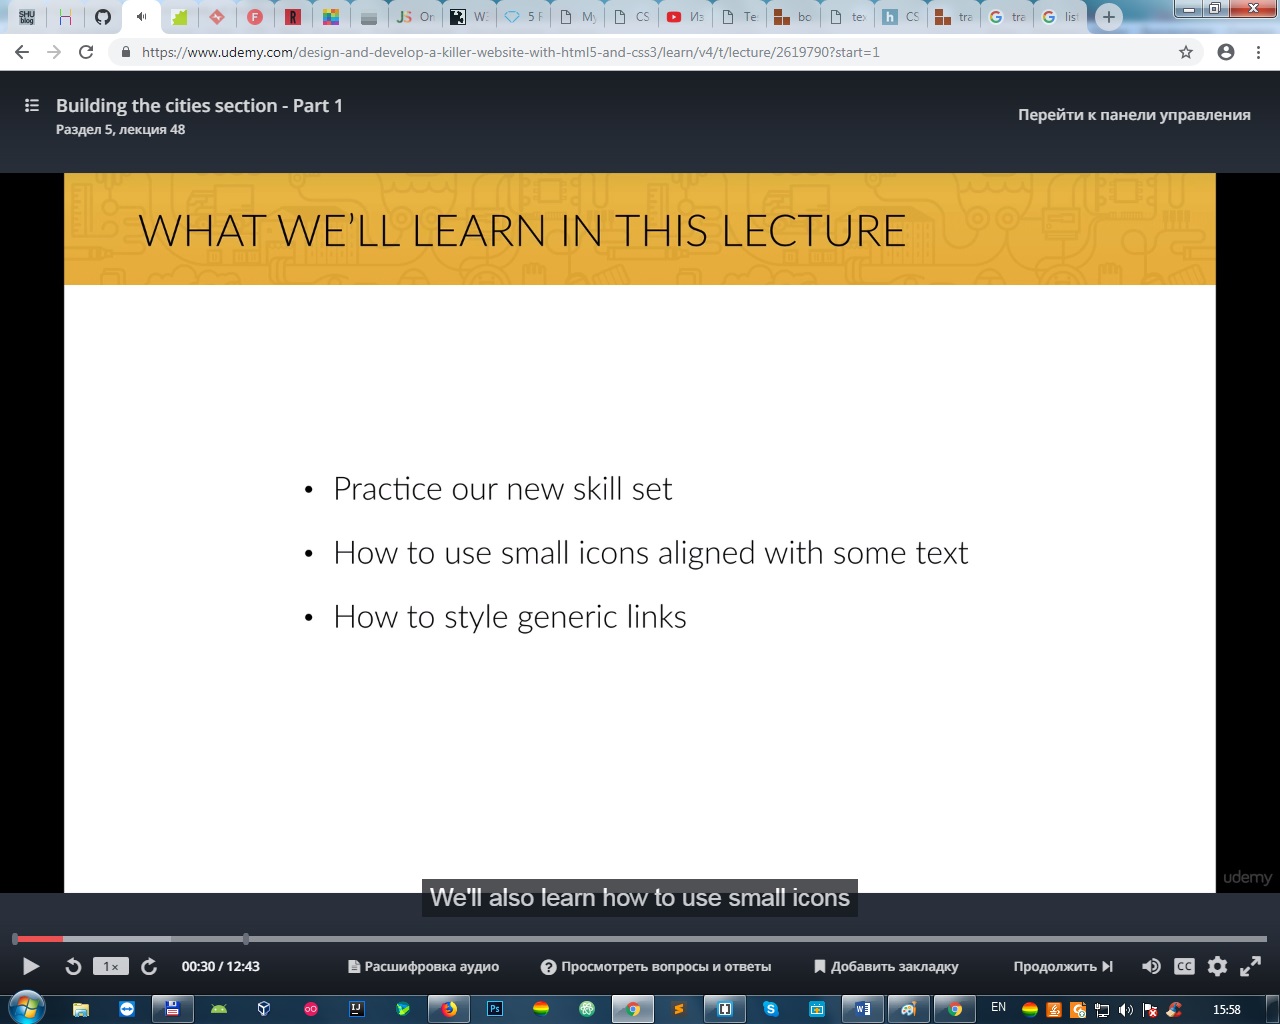 SHU
blog
JS On
W3
5 F
My
CS
Из
Te
bo
tex
CS
tra
tra
list
https://www.udemy.com/design-and-develop-a-killer-website-with-html5-and-css3/learn/v4/t/lecture/2619790?start=1
Building the cities section - Part 1
Раздел 5, лекция 48
Перейти к панели управления
WHAT WE'LL LEARN IN THIS LECTURE
• Practice our new skill set
• How to use small icons aligned with some text
• How to style generic links
udemy
We'll also learn how to use small icons
1×
00:30 / 12:43
Расшифровка аудио
Просмотреть вопросы и ответы
Добавить закладку
Продолжить
CC
EN
15:58